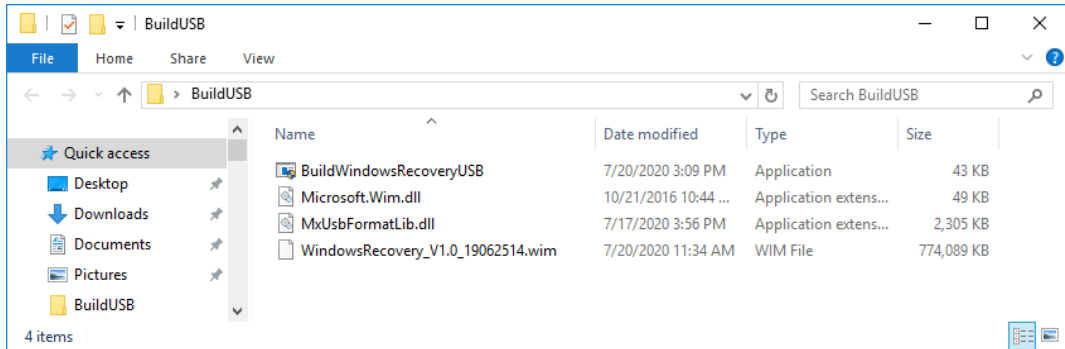 BuildUSB
File Home Share View
BuildUSB Search BuildUSB
Name Date modified Type Size
Quick access
Desktop
Downloads
Documents
Pictures
BuildUSB
BuildWindowsRecoveryUSB 7/20/2020 3:09 PM Application 43 KB
Microsoft.Wim.dll 10/21/2016 10:44 ... Application extens... 49 KB
MxUsbFormatLib.dll 7/17/2020 3:56 PM Application extens... 2,305 KB
WindowsRecovery_V1.0_19062514.wim 7/20/2020 11:34 AM WIM File 774,089 KB
4 items